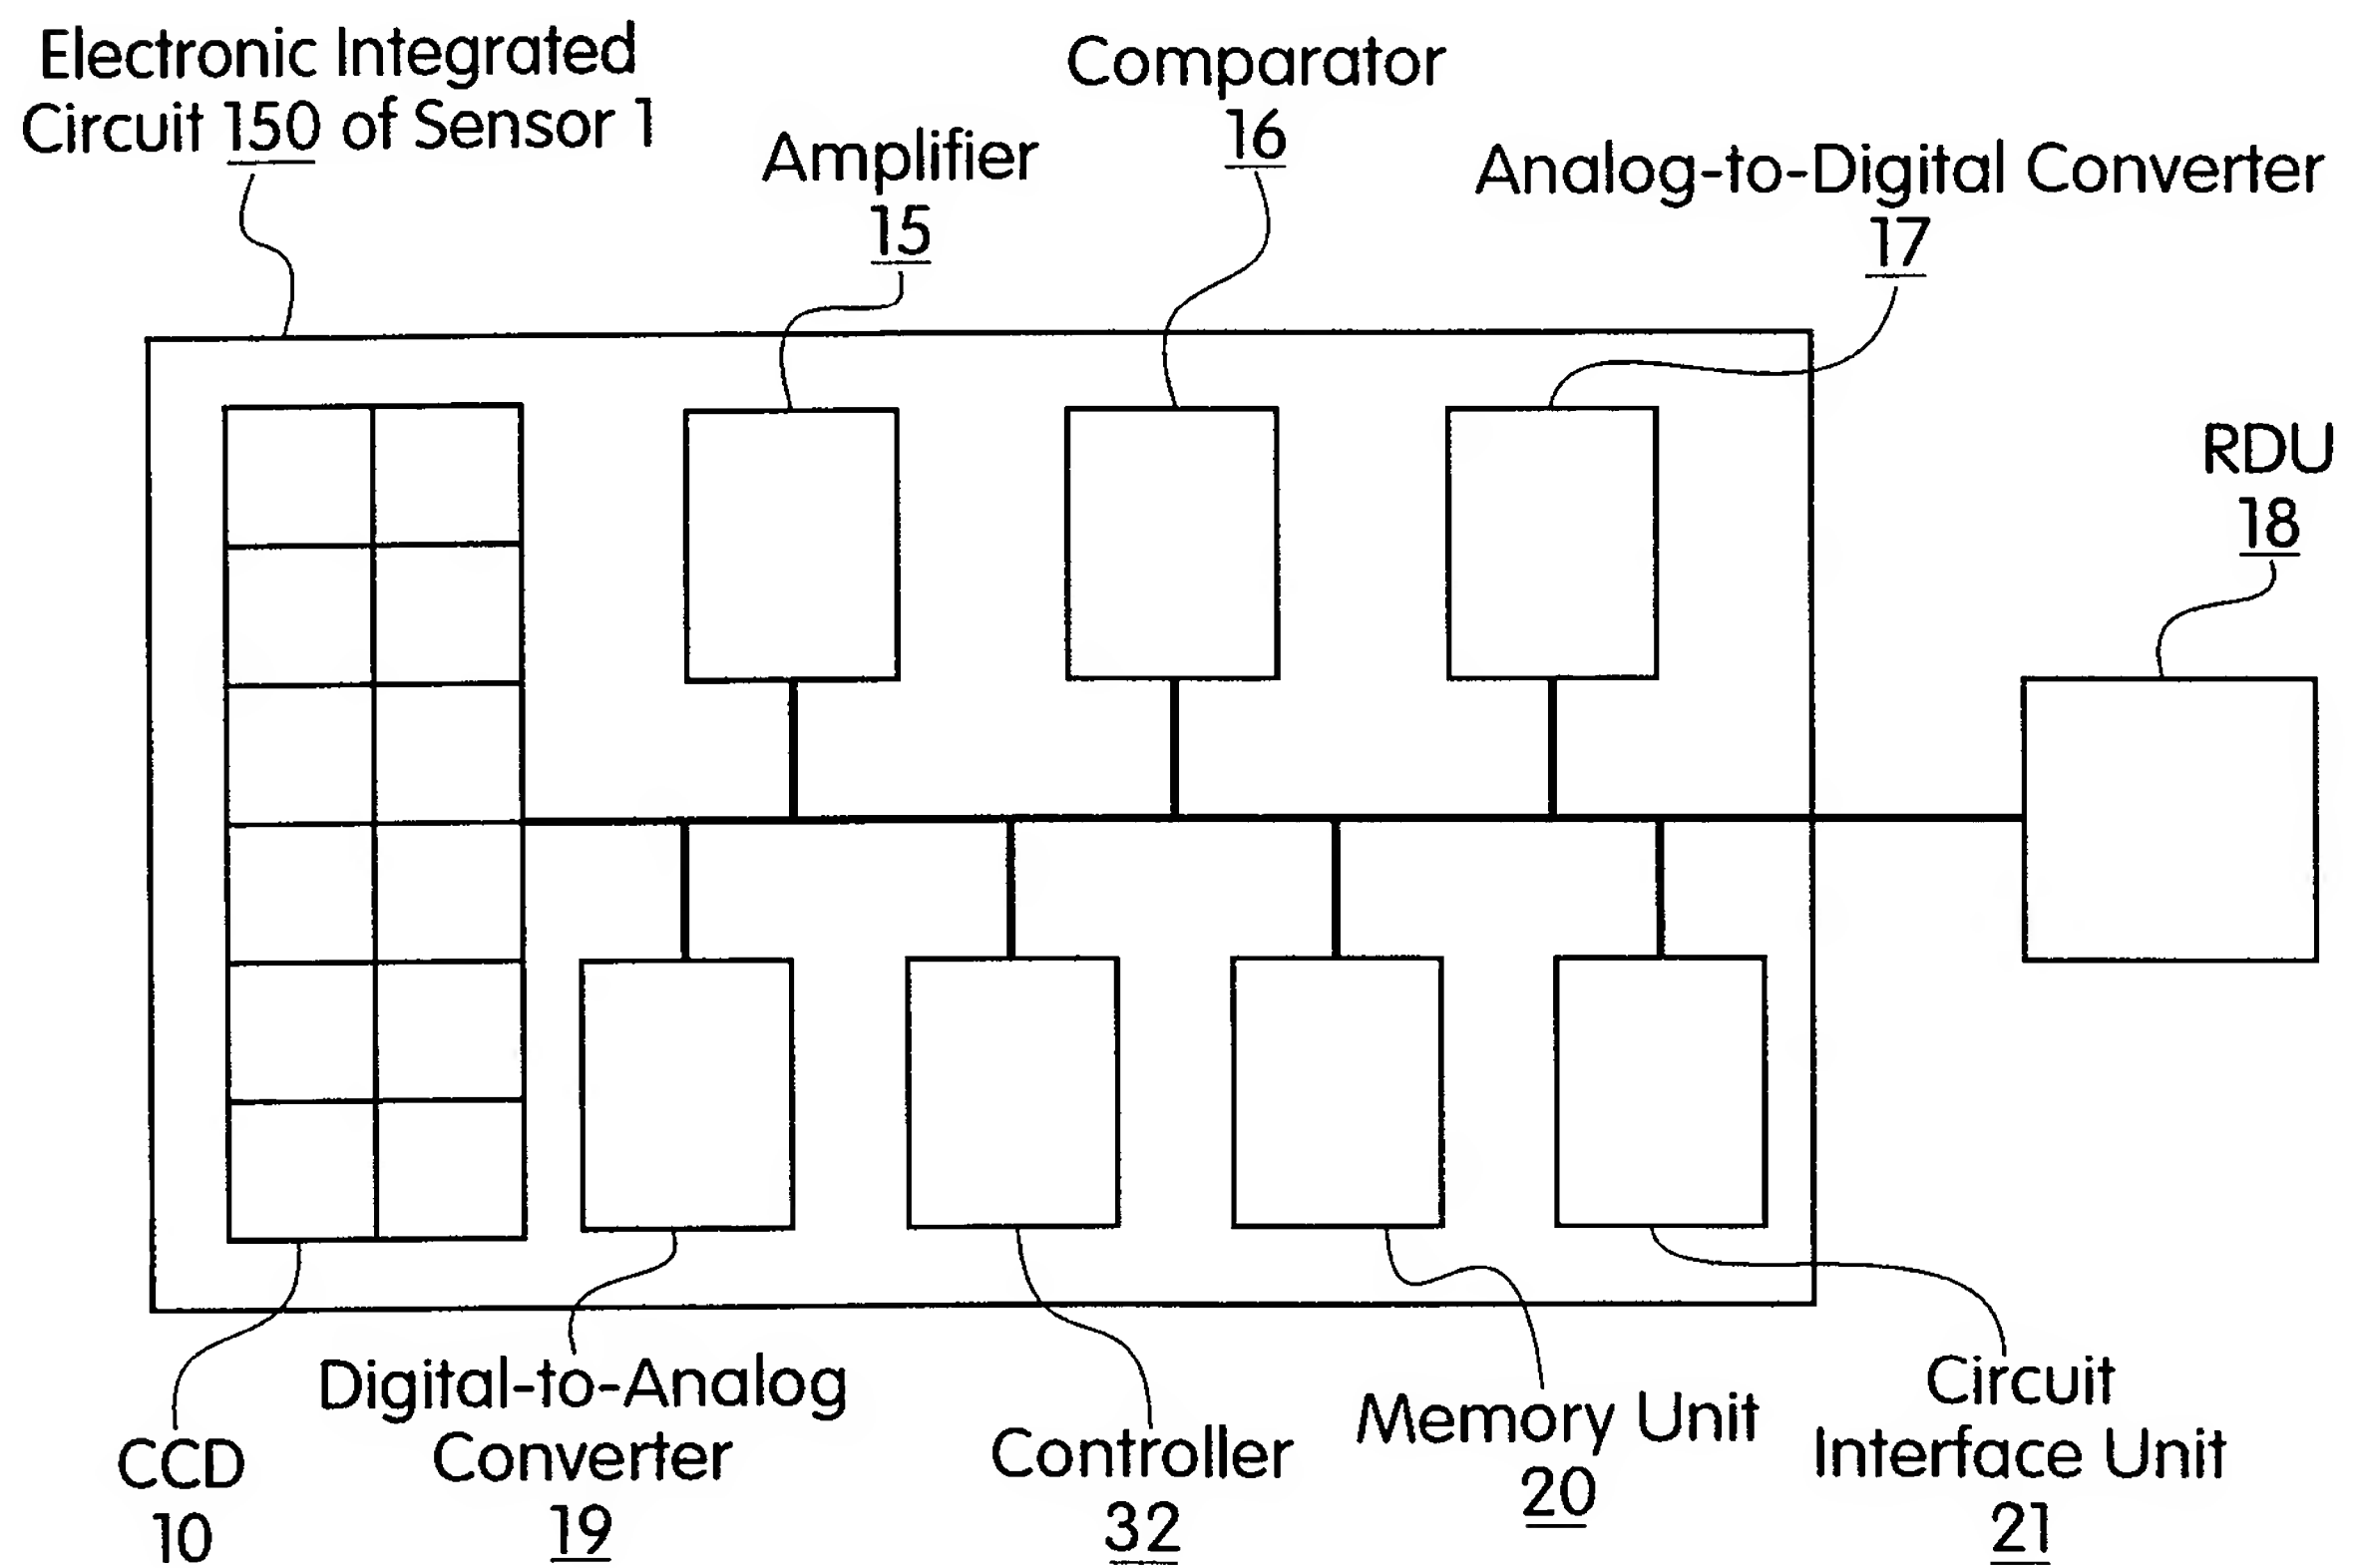 Electronic Integrated
Circuit 150 of Sensor 1
Comparator
16
Amplifier
15
Analog-to-Digital Converter
17
RDU
18
CCD
10
Digital-to-Analog
Converter
19
Controller
32
Memory Unit
20
Circuit
Interface Unit
21